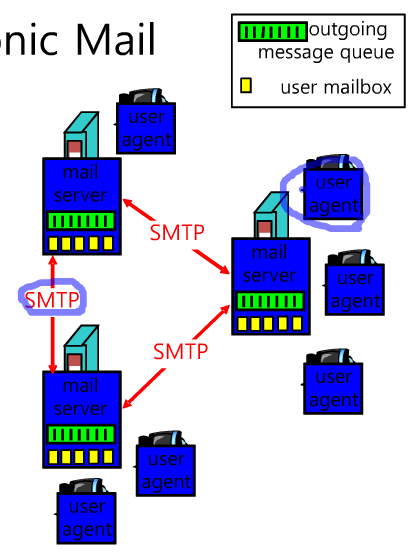 onic Mail
outgoing
message queue
user mailbox
user
agent
mail
server
SMTP
user
agent
mail
server
user
agent
SMTP
SMTP
user
agent
mail
server
user
agent
user
agent